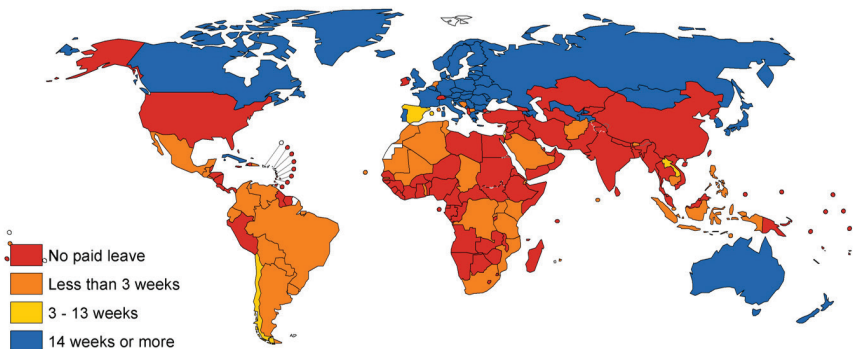 No paid leave
Less than 3 weeks
3 - 13 weeks
14 weeks or more